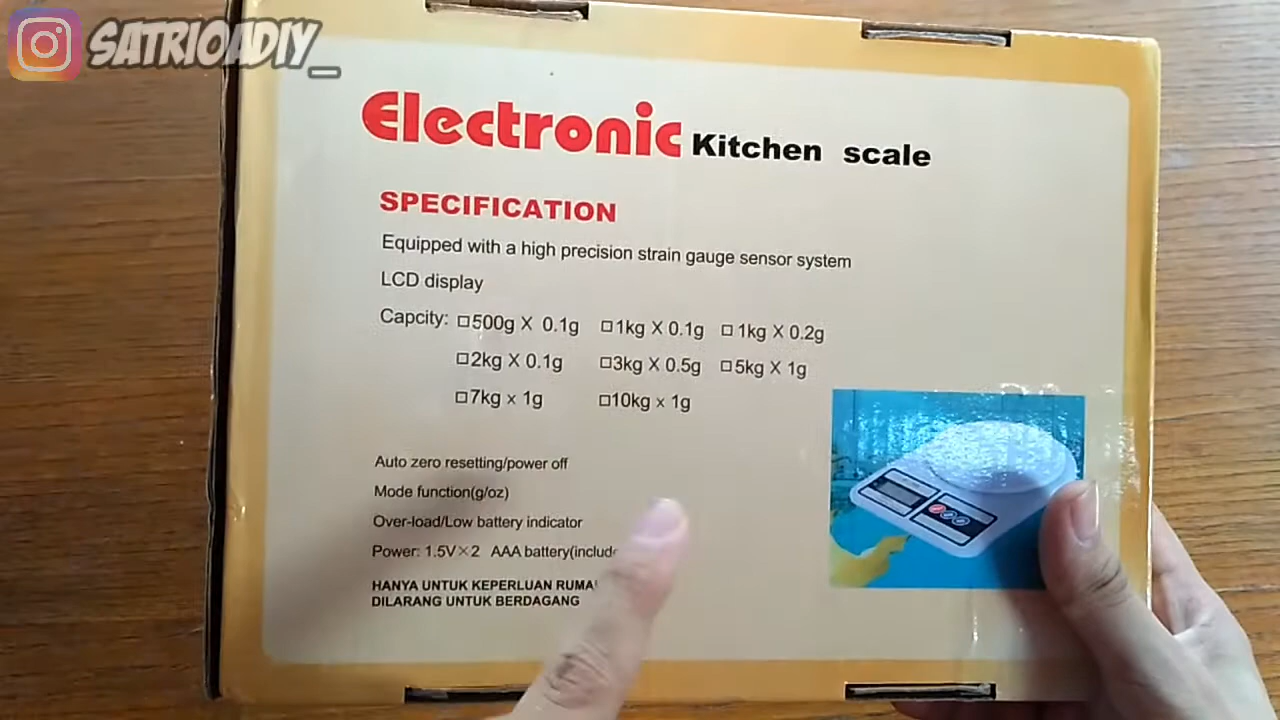 SATRIOADIY_
Electronic Kitchen scale
SPECIFICATION
Equipped with a high precision strain gauge sensor system
LCD display
Capcity: □500g X 0.1g □1kg X 0.1g □ 1kg X 0.2g
□2kg X 0.1g □3kg X 0.5g □5kg X 1g
□7kg x 1g □10kg x 1g
Auto zero resetting/power off
Mode function(g/oz)
Over-load/Low battery indicator
Power: 1.5V×2 AAA battery
HANYA UNTUK KEPERLUAN
DILARANG UNTUK BERDAGANG